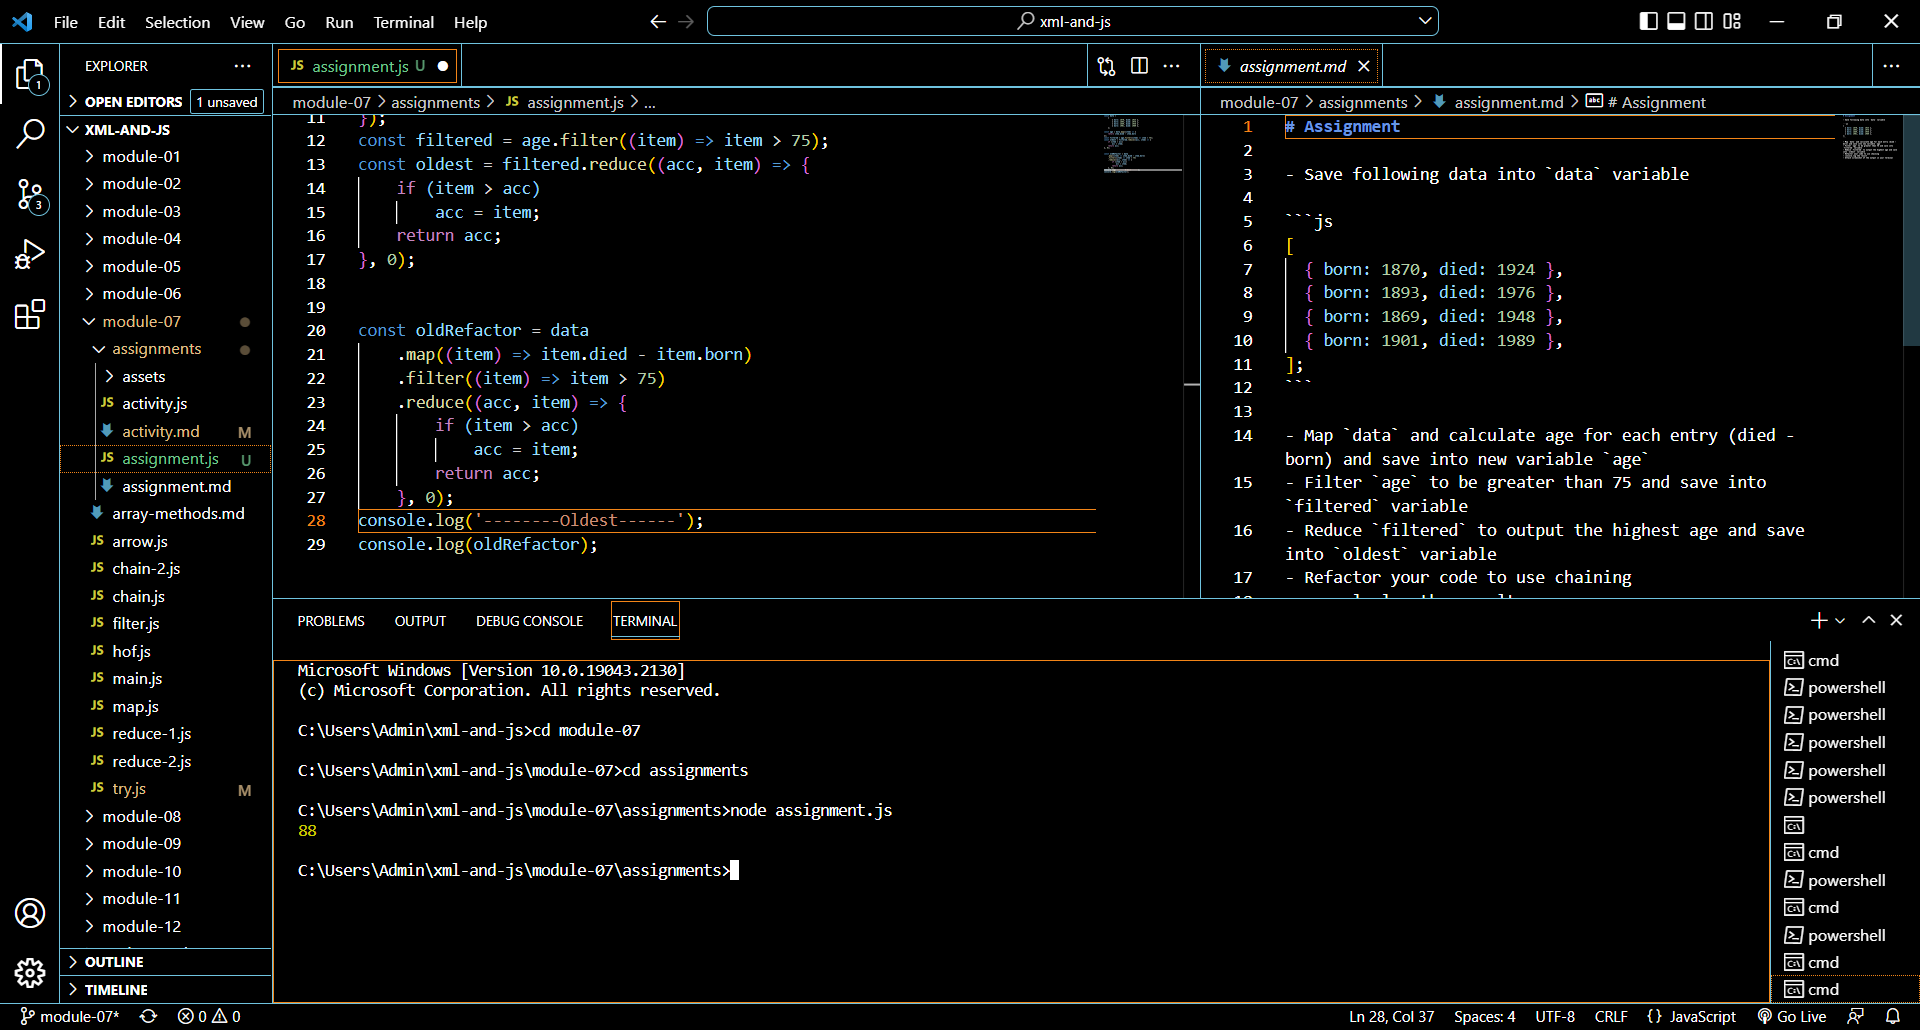 File Edit Selection View Go Run Terminal Help
xml-and-js
EXPLORER
OPEN EDITORS 1 unsaved
XML-AND-JS
module-01
module-02
module-03
module-04
module-05
module-06
module-07
assignments
assets
JS activity.js
activity.md M
JS assignment.js U
assignment.md
array-methods.md
JS arrow.js
JS chain-2.js
JS chain.js
JS filter.js
JS hof.js
JS main.js
JS map.js
JS reduce-1.js
JS reduce-2.js
JS try.js M
module-08
module-09
module-10
module-11
module-12
OUTLINE
TIMELINE
1
3
JS assignment.js U
module-07 > assignments > JS assignment.js > ...
11 });
12 const filtered = age.filter((item) => item > 75);
13 const oldest = filtered.reduce((acc, item) => {
14 if (item > acc)
15 acc = item;
16 return acc;
17 }, 0);
18
19
20 const oldRefactor = data
21 .map((item) => item.died - item.born)
22 .filter((item) => item > 75)
23 .reduce((acc, item) => {
24 if (item > acc)
25 acc = item;
26 return acc;
27 }, 0);
28 console.log('--------Oldest------');
29 console.log(oldRefactor);
assignment.md
module-07 > assignments > assignment.md > abc # Assignment
1 # Assignment
2
3 - Save following data into `data` variable
4
5 ```js
6 [
7 { born: 1870, died: 1924 },
8 { born: 1893, died: 1976 },
9 { born: 1869, died: 1948 },
10 { born: 1901, died: 1989 },
11 ];
12 ```
13
14 - Map `data` and calculate age for each entry (died -
born) and save into new variable `age`
15 - Filter `age` to be greater than 75 and save into
`filtered` variable
16 - Reduce `filtered` to output the highest age and save
into `oldest` variable
17 - Refactor your code to use chaining
PROBLEMS OUTPUT DEBUG CONSOLE TERMINAL
Microsoft Windows [Version 10.0.19043.2130]
(c) Microsoft Corporation. All rights reserved.
C:\Users\Admin\xml-and-js>cd module-07
C:\Users\Admin\xml-and-js\module-07>cd assignments
C:\Users\Admin\xml-and-js\module-07\assignments>node assignment.js
88
C:\Users\Admin\xml-and-js\module-07\assignments>
cmd
powershell
powershell
powershell
powershell
powershell
cmd
powershell
cmd
powershell
cmd
cmd
module-07* 0 0 Ln 28, Col 37 Spaces: 4 UTF-8 CRLF {} JavaScript Go Live